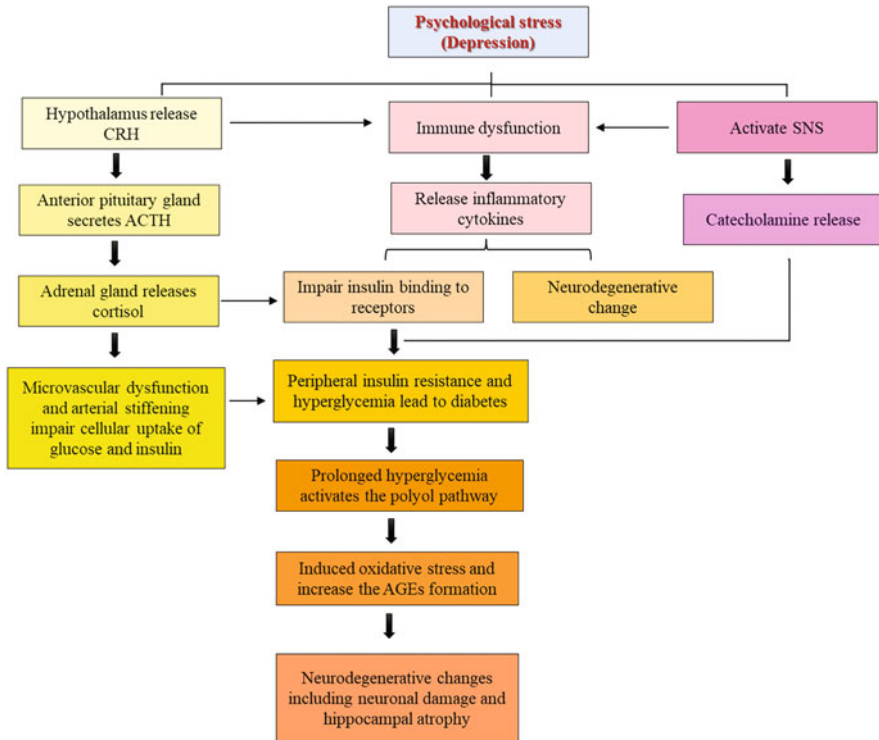 Psychological stress
(Depression)
Hypothalamus release
CRH
Immune dysfunction
Activate SNS
Anterior pituitary gland
secretes ACTH
Release inflammatory
cytokines
Catecholamine release
Adrenal gland releases
cortisol
Impair insulin binding to
receptors
Neurodegenerative
change
Microvascular dysfunction
and arterial stiffening
impair cellular uptake of
glucose and insulin
Peripheral insulin resistance and
hyperglycemia lead to diabetes
Prolonged hyperglycemia
activates the polyol pathway
Induced oxidative stress and
increase the AGEs formation
Neurodegenerative changes
including neuronal damage and
hippocampal atrophy